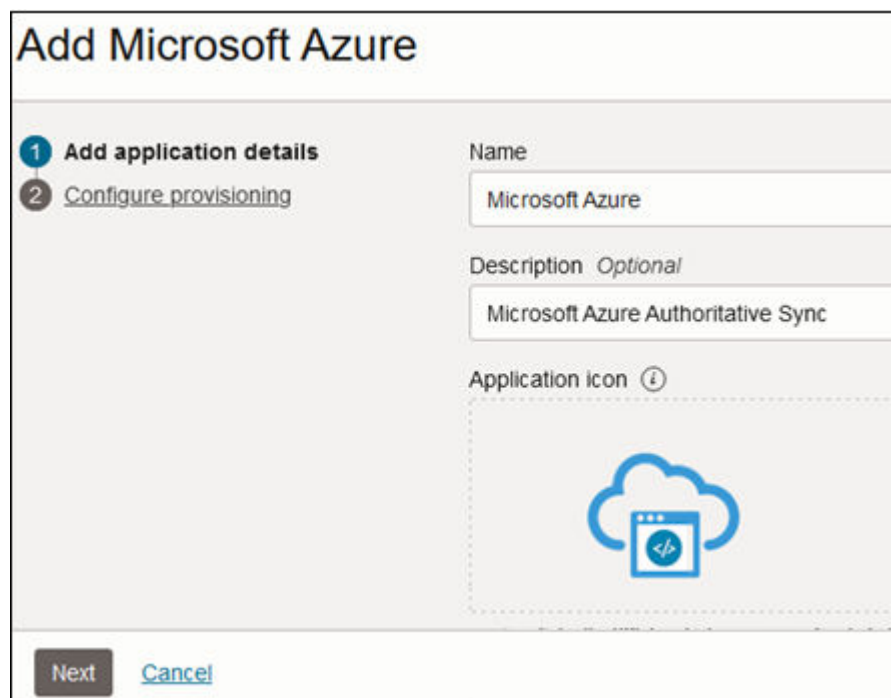 Add Microsoft Azure
1 Add application details
2 Configure provisioning
Name
Microsoft Azure
Description Optional
Microsoft Azure Authoritative Sync
Application icon i
</>
Next Cancel